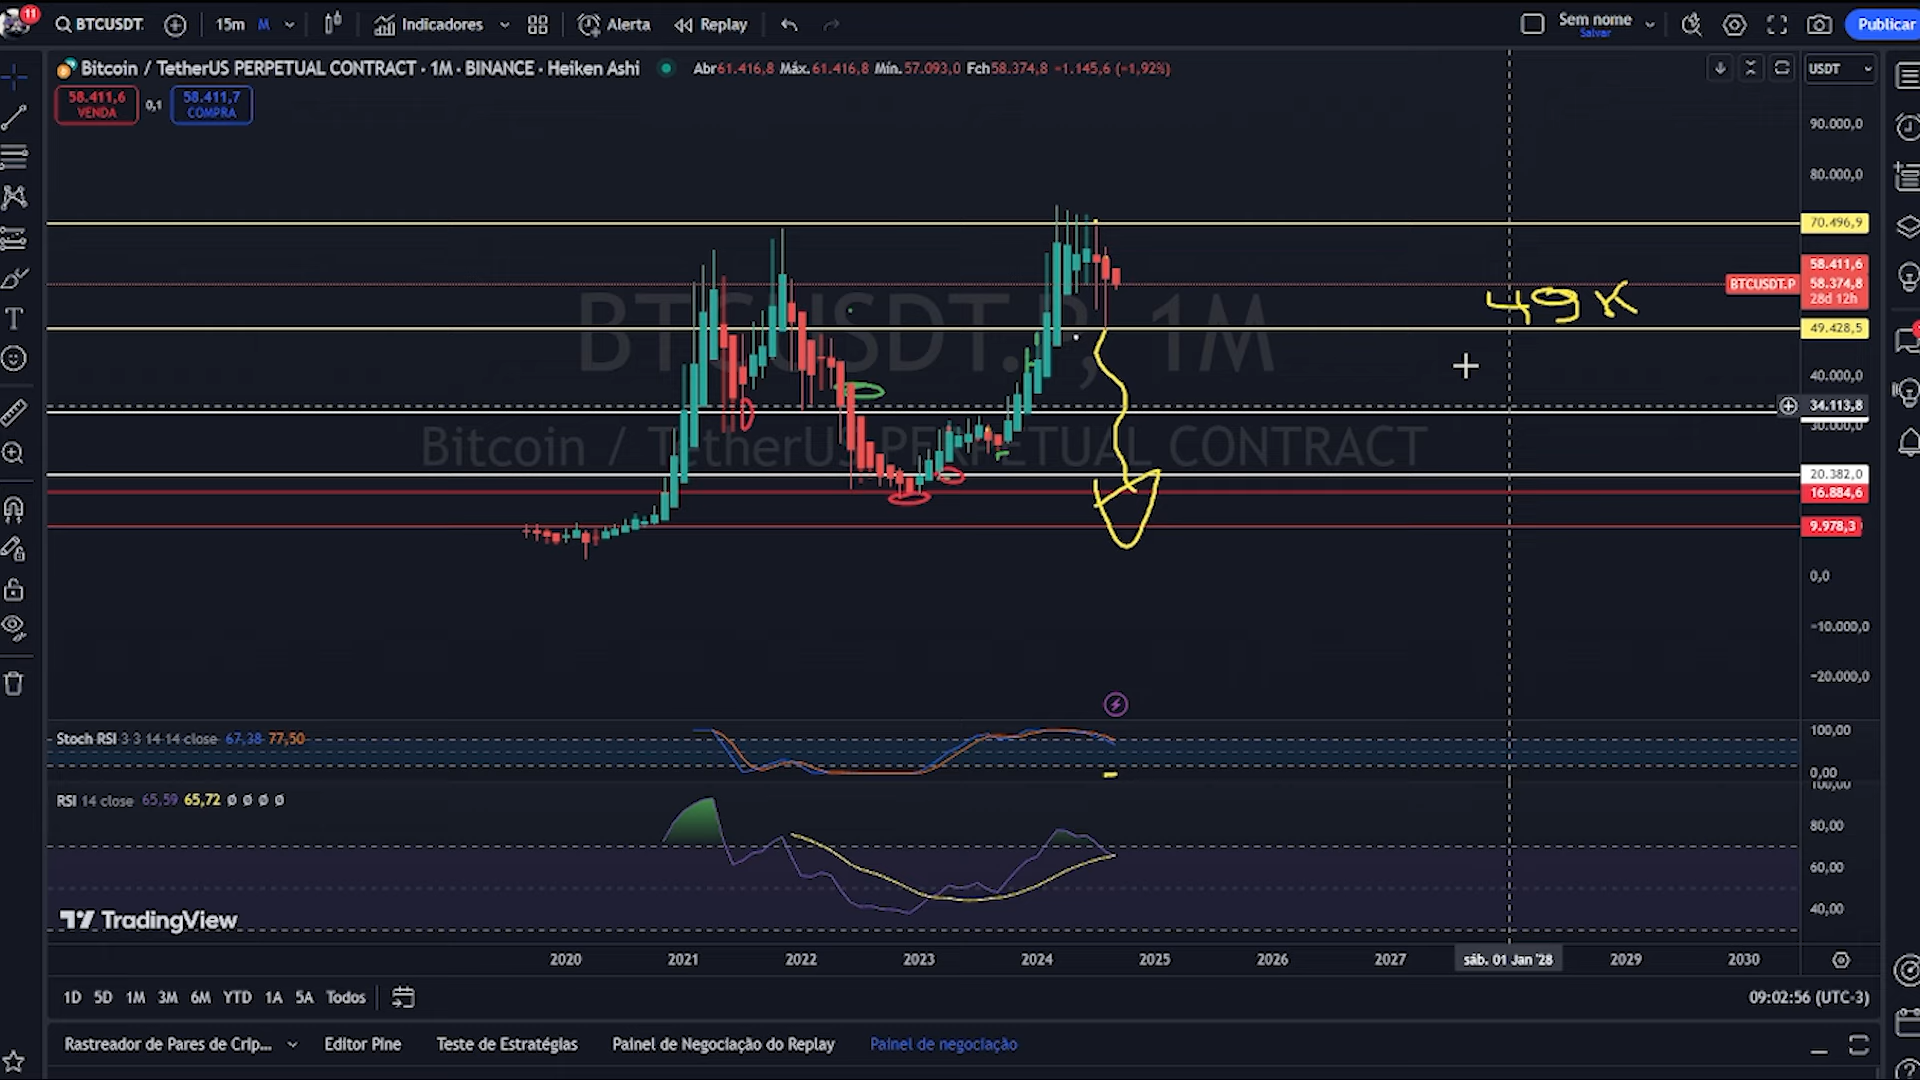 11
BTCUSDT.
15m
M
Indicadores
Alerta
Replay
Sem nome
Salvar
Publicar
Bitcoin / TetherUS PERPETUAL CONTRACT · 1M · BINANCE · Heiken Ashi
Abr61.416,8 Máx.61.416,8 Mín.57.093,0 Fch58.374,8 −1.145,6 (−1,92%)
USDT
58.411,6
VENDA
0,1
58.411,7
COMPRA
90.000,0
80.000,0
70.496,9
58.411,6
BTCUSDT.P
58.374,8
28d 12h
49K
49.428,5
BTCUSDT.P, 1M
40.000,0
34.113,8
30.000,0
Bitcoin / TetherUS PERPETUAL CONTRACT
20.382,0
16.884,6
9.978,3
0,0
−10.000,0
−20.000,0
Stoch RSI 3 3 14 14 close 67,38 77,50
100,00
0,00
RSI 14 close 65,59 65,72 Ø Ø Ø Ø
100,00
80,00
60,00
40,00
TradingView
2020 2021 2022 2023 2024 2025 2026 2027 sáb. 01 Jan '28 2029 2030
1D 5D 1M 3M 6M YTD 1A 5A Todos
09:02:56 (UTC-3)
Rastreador de Pares de Crip... Editor Pine Teste de Estratégias Painel de Negociação do Replay Painel de negociação